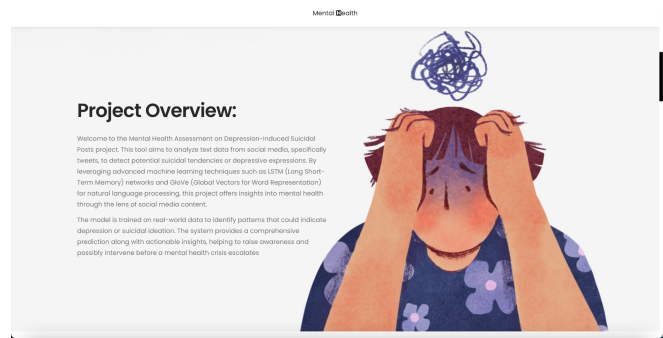 Mental Health
Project Overview:
Welcome to the Mental Health Assessment on Depression-Induced Suicidal
Posts project. This tool aims to analyze text data from social media, specifically
tweets, to detect potential suicidal tendencies or depressive expressions. By
leveraging advanced machine learning techniques such as LSTM (Long Short-
Term Memory) networks and GloVe (Global Vectors for Word Representation)
for natural language processing, this project offers insights into mental health
through the lens of social media content.
The model is trained on real-world data to identify patterns that could indicate
depression or suicidal ideation. The system provides a comprehensive
prediction along with actionable insights, helping to raise awareness and
possibly intervene before a mental health crisis escalates